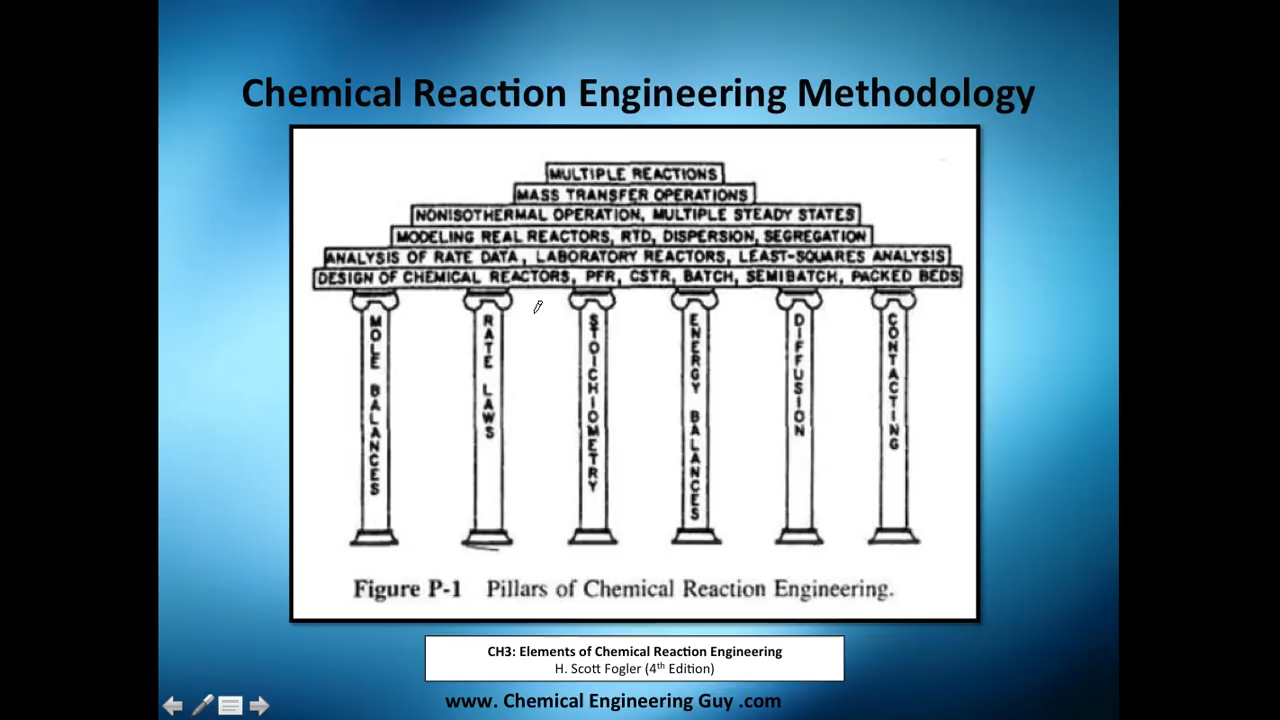 Chemical Reaction Engineering Methodology
MULTIPLE REACTIONS
MASS TRANSFER OPERATIONS
NONISOTHERMAL OPERATION, MULTIPLE STEADY STATES
MODELING REAL REACTORS, RTD, DISPERSION, SEGREGATION
ANALYSIS OF RATE DATA, LABORATORY REACTORS, LEAST-SQUARES ANALYSIS
DESIGN OF CHEMICAL REACTORS, PFR, CSTR, BATCH, SEMIBATCH, PACKED BEDS
MOLE BALANCES
RATE LAWS
STOICHIOMETRY
ENERGY BALANCES
DIFFUSION
CONTACTING
Figure P-1 Pillars of Chemical Reaction Engineering.
CH3: Elements of Chemical Reaction Engineering
H. Scott Fogler (4th Edition)
www. Chemical Engineering Guy .com